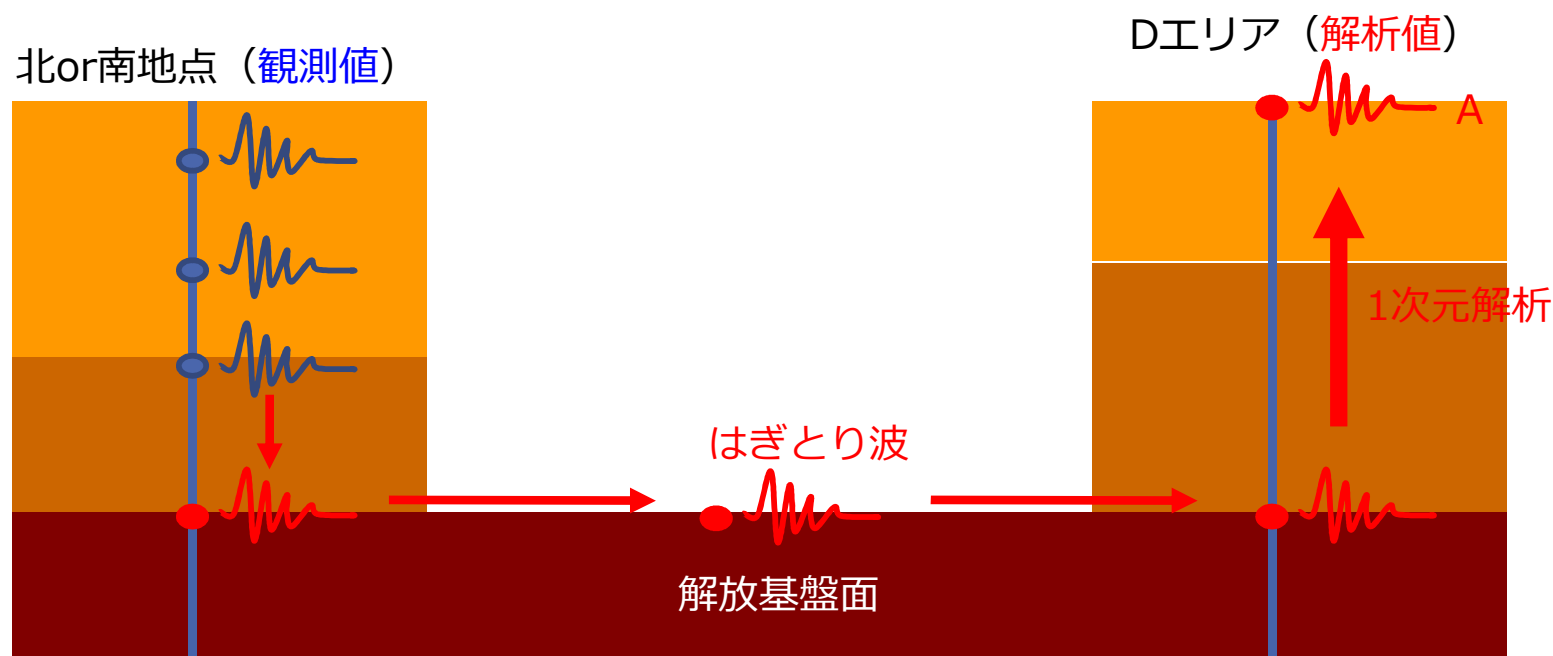 北or南地点（観測値）
Dエリア（解析値）
A
1次元解析
はぎとり波
解放基盤面